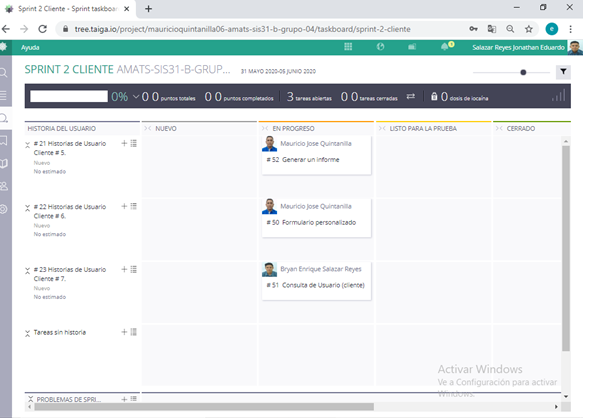 Sprint 2 Cliente - Sprint taskboar
tree.taiga.io/project/mauricioquintanilla06-amats-sis31-b-grupo-04/taskboard/sprint-2-cliente
Ayuda
Salazar Reyes Jonathan Eduardo
SPRINT 2 CLIENTE AMATS-SIS31-B-GRUP... 31 MAYO 2020-06 JUNIO 2020
0% 0 0 puntos totales 0 0 puntos completados 3 tareas abiertas 0 0 tareas cerradas 0 dosis de iocaína
HISTORIA DEL USUARIO NUEVO EN PROGRESO LISTO PARA LA PRUEBA CERRADO
# 21 Historias de Usuario
Cliente # 5.
Nuevo
No estimado
Mauricio Jose Quintanilla
# 52 Generar un informe
# 22 Historias de Usuario
Cliente # 6.
Nuevo
No estimado
Mauricio Jose Quintanilla
# 50 Formulario personalizado
# 23 Historias de Usuario
Cliente # 7.
Nuevo
No estimado
Bryan Enrique Salazar Reyes
# 51 Consulta de Usuario (cliente)
Tareas sin historia
PROBLEMAS DE SPRI...
Activar Windows
Ve a Configuración para activar
Windows.